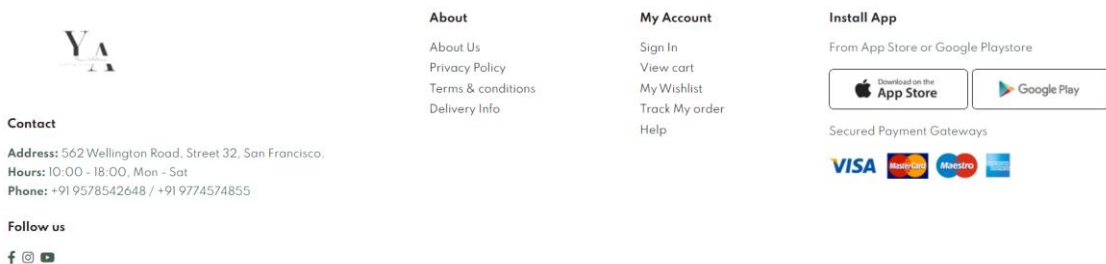 YA
Contact
Address: 562 Wellington Road, Street 32, San Francisco.
Hours: 10:00 - 18:00, Mon - Sat
Phone: +91 9578542648 / +91 9774574855
Follow us
About
About Us
Privacy Policy
Terms & conditions
Delivery Info
My Account
Sign In
View cart
My Wishlist
Track My order
Help
Install App
From App Store or Google Playstore
Download on the
App Store
Google Play
Secured Payment Gateways
VISA
MasterCard
Maestro